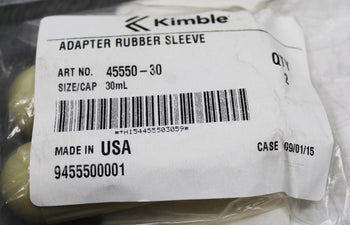 Kimble
ADAPTER RUBBER SLEEVE
ART NO. 45550-30
SIZE/CAP 30mL
QTY
2
*+H154455503059*
MADE IN USA
CASE 09/01/15
9455500001